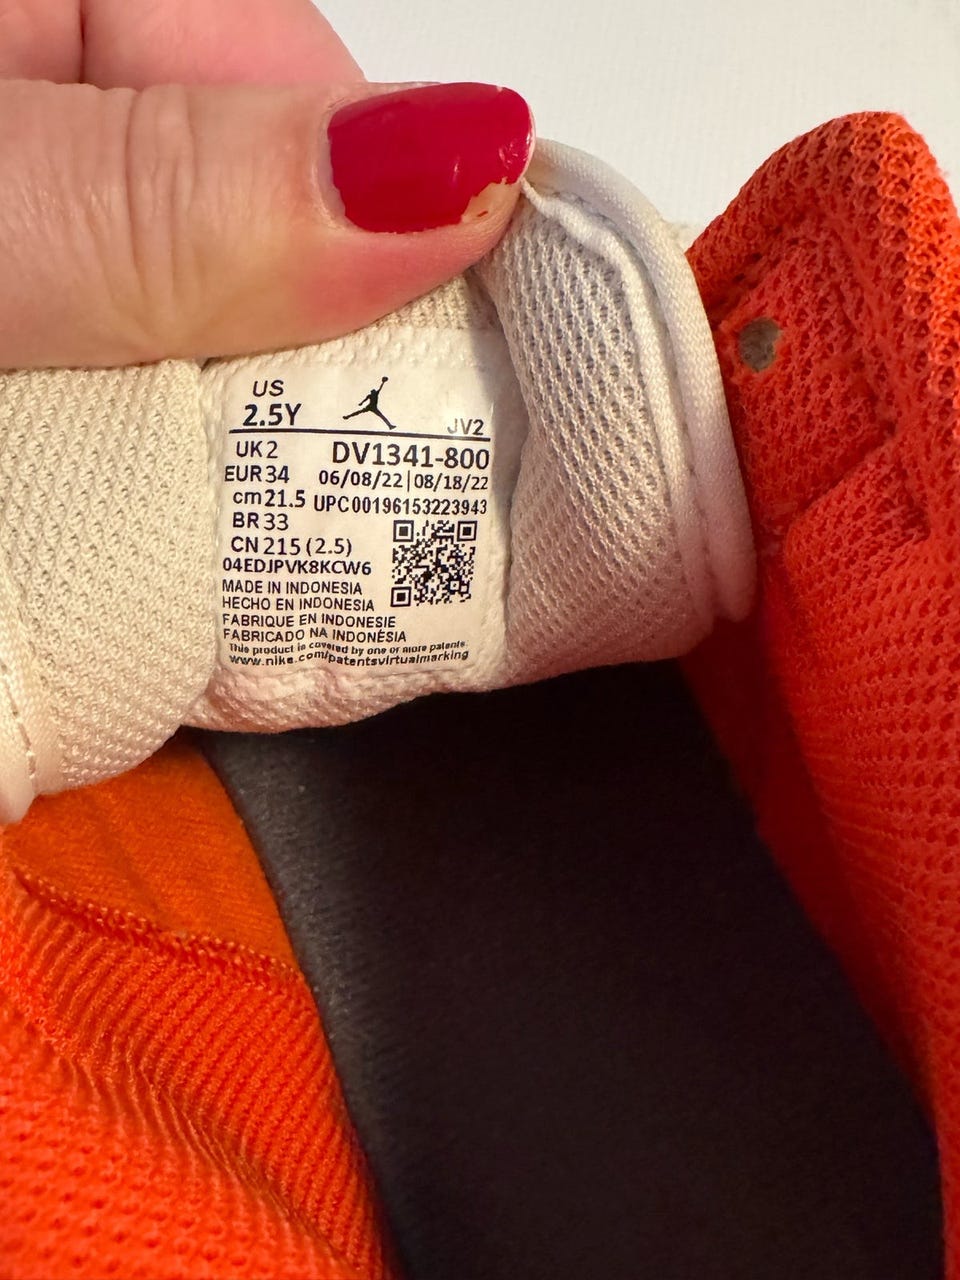 US
2.5Y
JV2
UK 2
DV1341-800
EUR 34
06/08/22|08/18/22
cm 21.5
UPC00196153223943
BR 33
CN 215 (2.5)
04EDJPVK8KCW6
MADE IN INDONESIA
HECHO EN INDONESIA
FABRIQUE EN INDONESIE
FABRICADO NA INDONÉSIA
This product is covered by one or more patents.
www.nike.com/patentsvirtualmarking